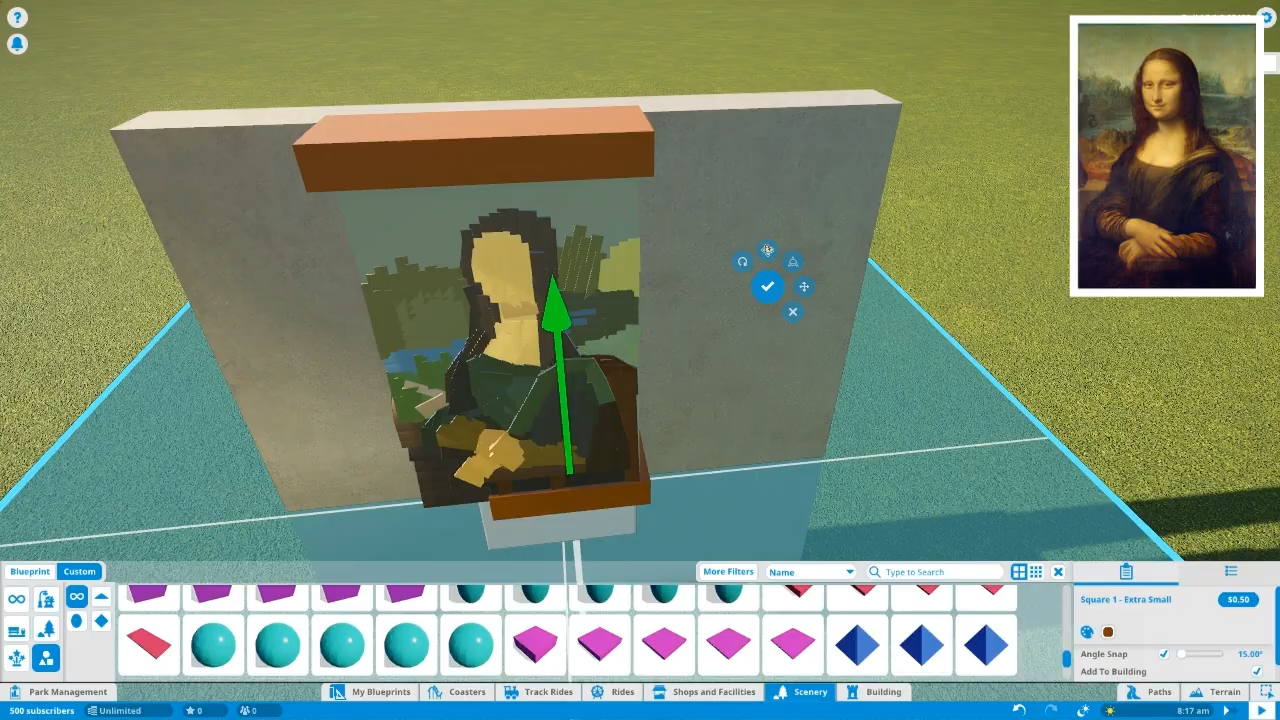 ?
Blueprint
Custom
More Filters
Name
Type to Search
Square 1 - Extra Small
$0.50
Angle Snap
15.00°
Add To Building
Park Management
My Blueprints
Coasters
Track Rides
Rides
Shops and Facilities
Scenery
Building
Paths
Terrain
500 subscribers
Unlimited
0
0
8:17 am